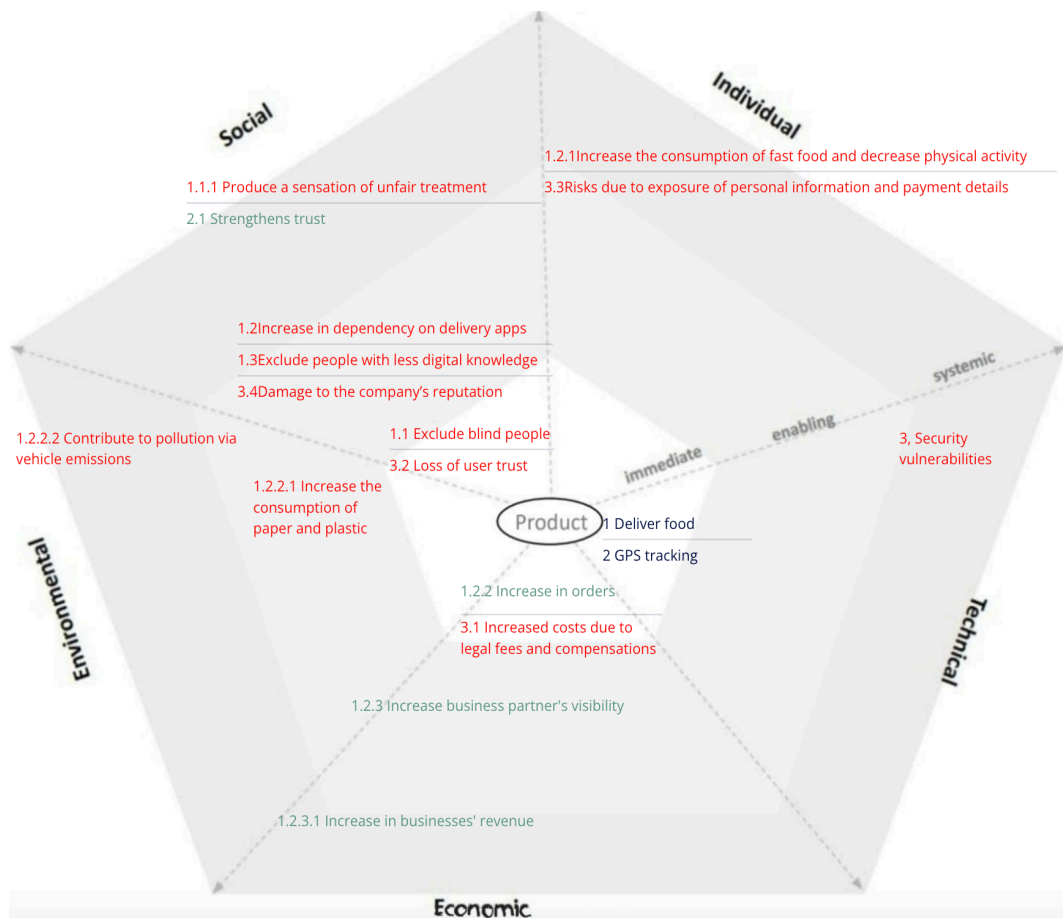 Social
Individual
1.2.1Increase the consumption of fast food and decrease physical activity
3.3Risks due to exposure of personal information and payment details
1.1.1 Produce a sensation of unfair treatment
2.1 Strengthens trust
1.2Increase in dependency on delivery apps
1.3Exclude people with less digital knowledge
3.4Damage to the company's reputation
systemic
enabling
immediate
1.1 Exclude blind people
3.2 Loss of user trust
1.2.2.2 Contribute to pollution via
vehicle emissions
3, Security
vulnerabilities
1.2.2.1 Increase the
consumption of
paper and plastic
Product
1 Deliver food
2 GPS tracking
Environmental
Technical
1.2.2 Increase in orders
3.1 Increased costs due to
legal fees and compensations
1.2.3 Increase business partner's visibility
1.2.3.1 Increase in businesses' revenue
Economic